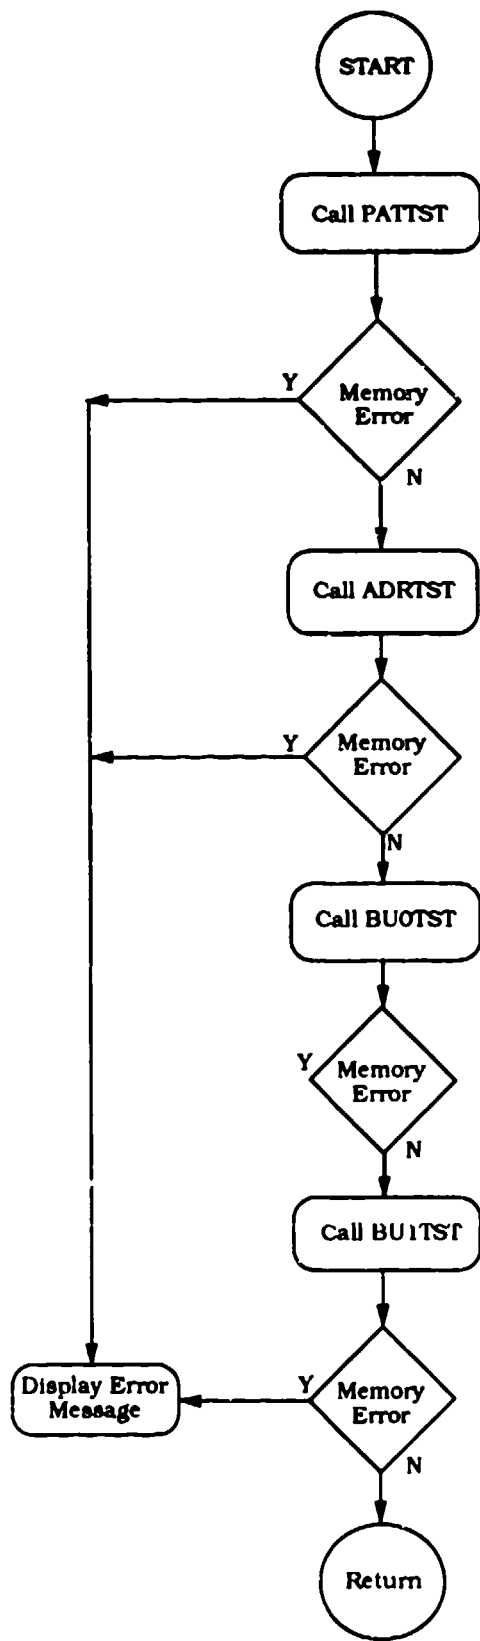 START
Call PATTST
Y
Memory
Error
N
Call ADRTST
Y
Memory
Error
N
Call BU0TST
Y
Memory
Error
N
Call BU1TST
Display Error
Message
Y
Memory
Error
N
Return